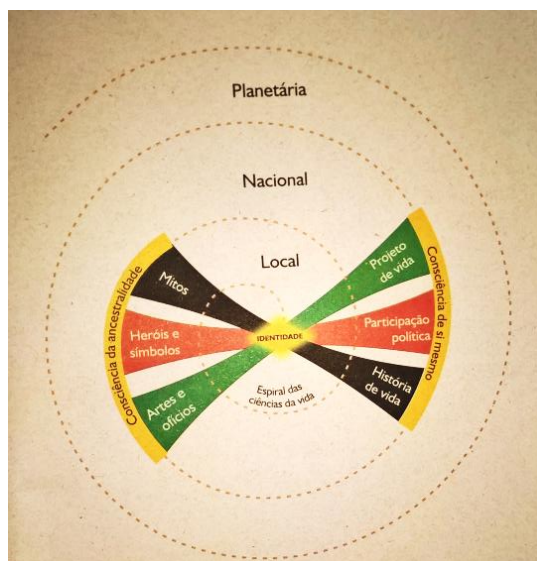 Planetária
Nacional
Local
Consciência da ancestralidade
Mitos
Heróis e
símbolos
Artes e
ofícios
IDENTIDADE
Projeto
de vida
Participação
política
História
de vida
Consciência de si mesmo
Espiral das
ciências da vida